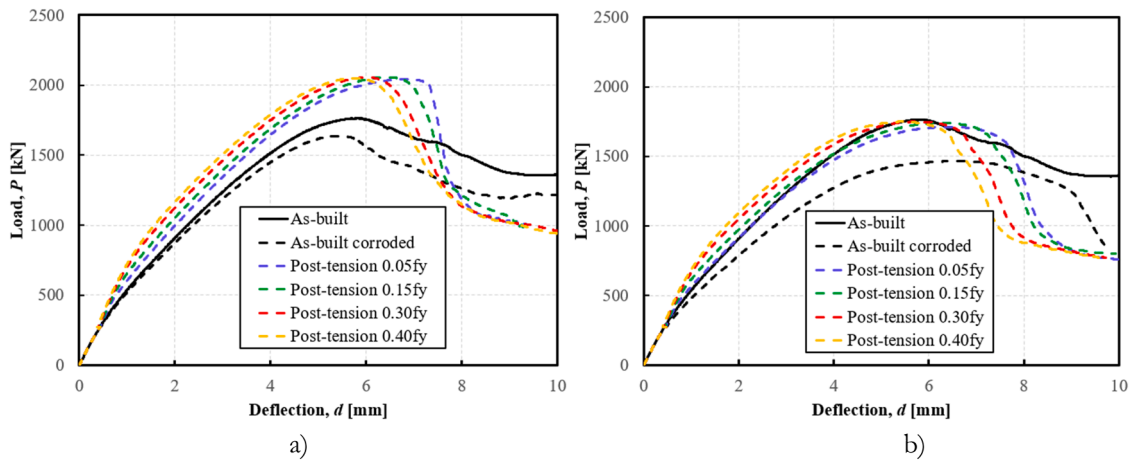 2500
2000
1500
1000
500
0
Load, P [kN]
As-built
As-built corroded
Post-tension 0.05fy
Post-tension 0.15fy
Post-tension 0.30fy
Post-tension 0.40fy
0 2 4 6 8 10
Deflection, d [mm]
a)
2500
2000
1500
1000
500
0
Load, P [kN]
As-built
As-built corroded
Post-tension 0.05fy
Post-tension 0.15fy
Post-tension 0.30fy
Post-tension 0.40fy
0 2 4 6 8 10
Deflection, d [mm]
b)